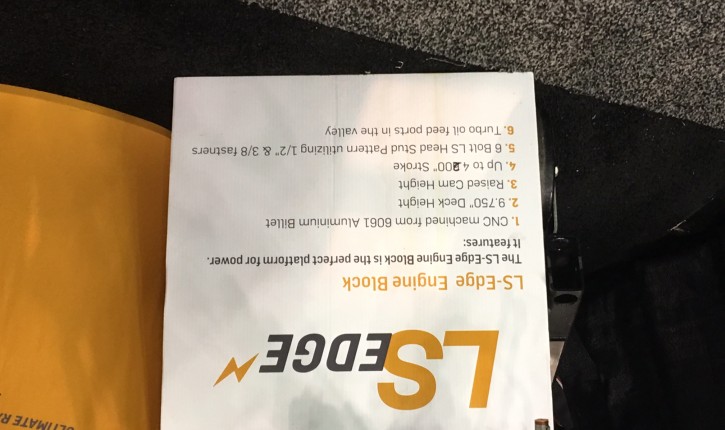 LSEDGE
LS-Edge Engine Block
The LS-Edge Engine Block is the perfect platform for power.
It features:
1. CNC machined from 6061 Aluminium Billet
2. 9.750" Deck Height
3. Raised Cam Height
4. Up to 4 200" Stroke
5. 6 Bolt LS Head Stud Pattern utilizing 1/2" & 3/8 fastners
6. Turbo oil feed ports in the valley